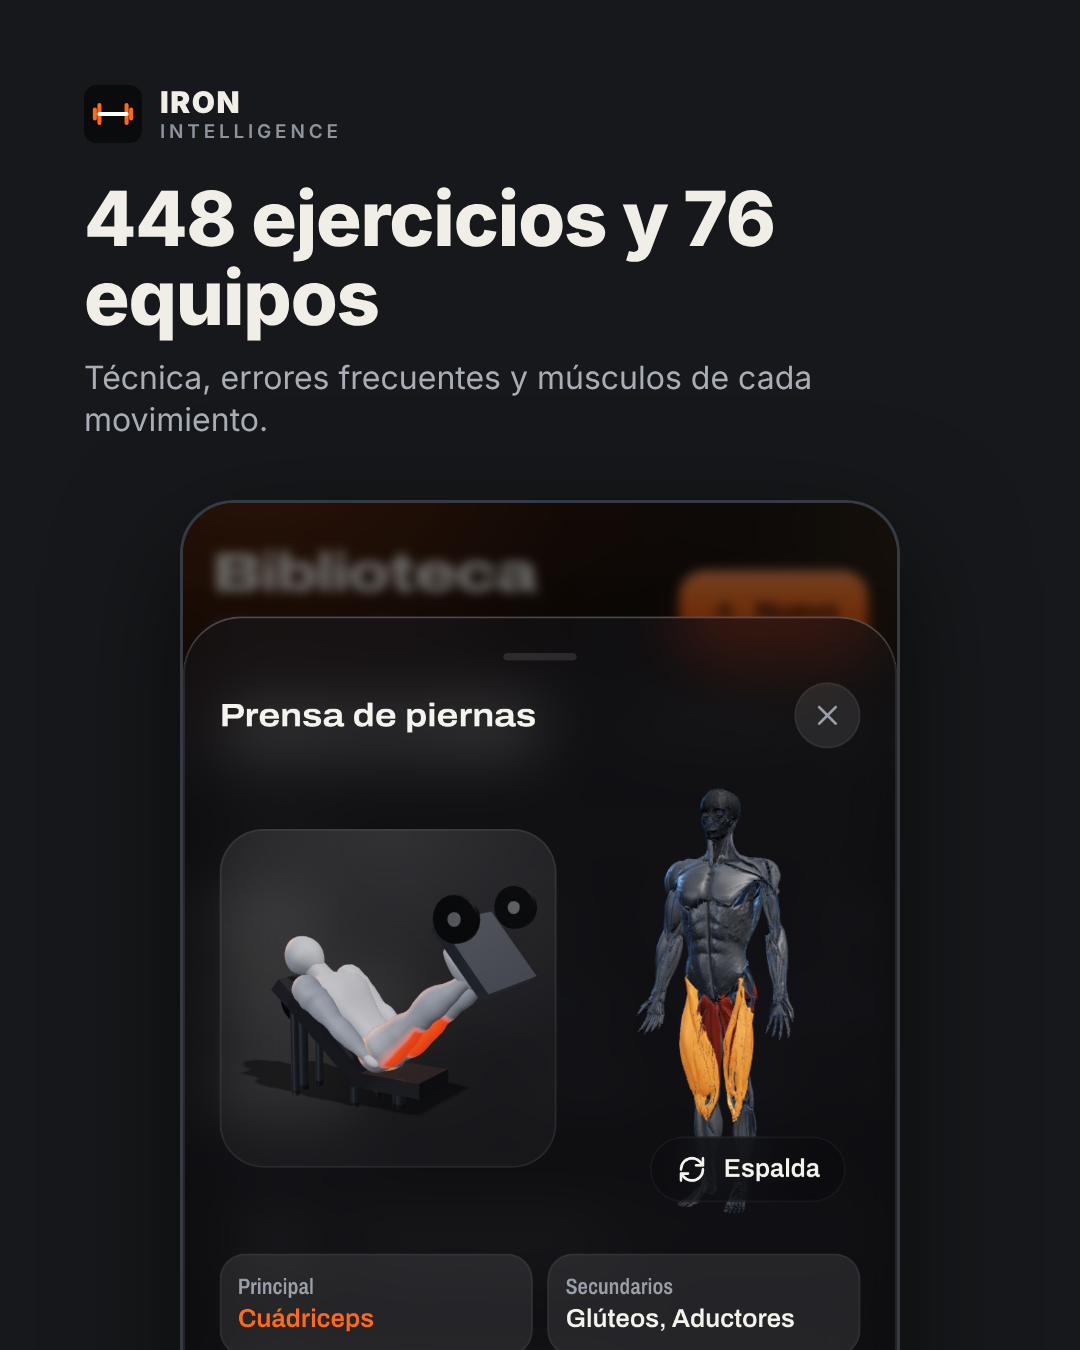 IRON
INTELLIGENCE
448 ejercicios y 76
equipos
Técnica, errores frecuentes y músculos de cada
movimiento.
Biblioteca
Prensa de piernas
Espalda
Principal
Cuádriceps
Secundarios
Glúteos, Aductores